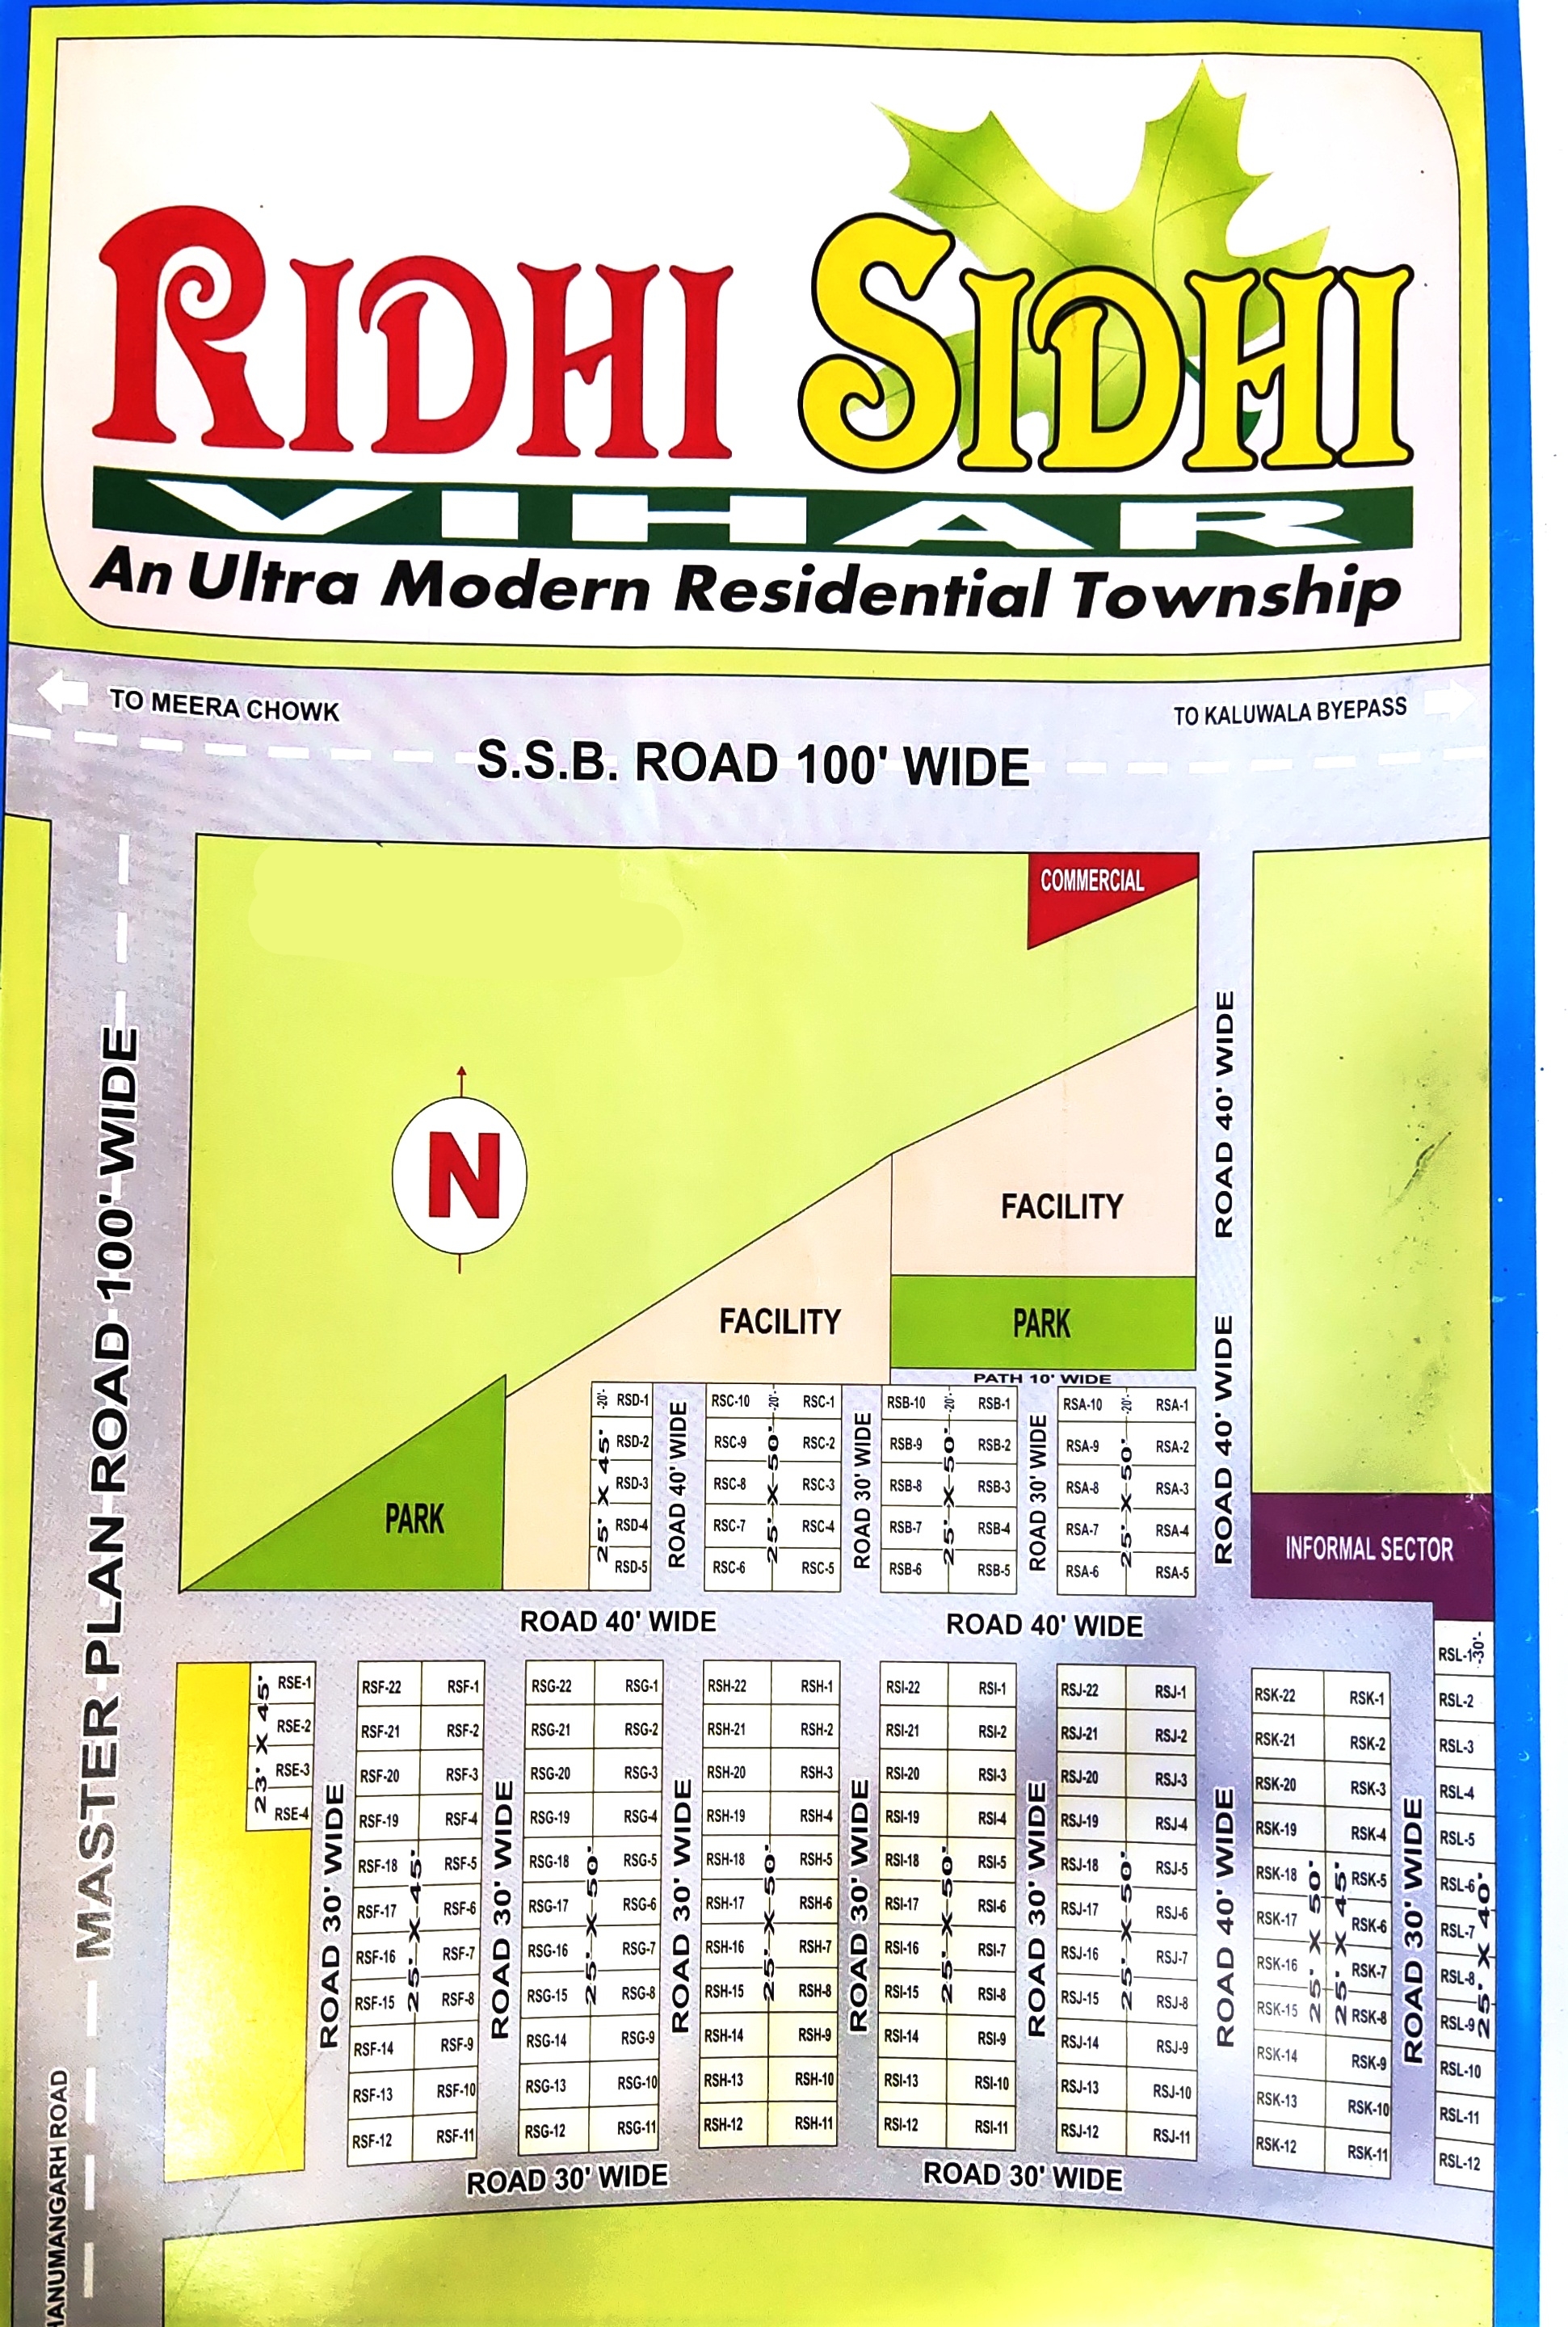 RIDHI SIDHI
VIHAR
An Ultra Modern Residential Township
TO MEERA CHOWK
TO KALUWALA BYEPASS
S.S.B. ROAD 100' WIDE
COMMERCIAL
MASTER PLAN ROAD 100' WIDE
ROAD 40' WIDE
N
FACILITY
FACILITY
PARK
PATH 10' WIDE
PARK
20'
25' X 45'
RSD-1
RSD-2
RSD-3
RSD-4
RSD-5
ROAD 40' WIDE
RSC-10 20' RSC-1
RSC-9 RSC-2
RSC-8 RSC-3
RSC-7 RSC-4
RSC-6 RSC-5
25' X 50'
ROAD 30' WIDE
RSB-10 20' RSB-1
RSB-9 RSB-2
RSB-8 RSB-3
RSB-7 RSB-4
RSB-6 RSB-5
25' X 50'
ROAD 30' WIDE
RSA-10 20' RSA-1
RSA-9 RSA-2
RSA-8 RSA-3
RSA-7 RSA-4
RSA-6 RSA-5
25' X 50'
ROAD 40' WIDE
INFORMAL SECTOR
ROAD 40' WIDE
ROAD 40' WIDE
23' X 45'
RSE-1
RSE-2
RSE-3
RSE-4
ROAD 30' WIDE
RSF-22 RSF-1
RSF-21 RSF-2
RSF-20 RSF-3
RSF-19 RSF-4
RSF-18 RSF-5
RSF-17 RSF-6
RSF-16 RSF-7
RSF-15 RSF-8
RSF-14 RSF-9
RSF-13 RSF-10
RSF-12 RSF-11
25' X 45'
ROAD 30' WIDE
RSG-22 RSG-1
RSG-21 RSG-2
RSG-20 RSG-3
RSG-19 RSG-4
RSG-18 RSG-5
RSG-17 RSG-6
RSG-16 RSG-7
RSG-15 RSG-8
RSG-14 RSG-9
RSG-13 RSG-10
RSG-12 RSG-11
25' X 50'
ROAD 30' WIDE
RSH-22 RSH-1
RSH-21 RSH-2
RSH-20 RSH-3
RSH-19 RSH-4
RSH-18 RSH-5
RSH-17 RSH-6
RSH-16 RSH-7
RSH-15 RSH-8
RSH-14 RSH-9
RSH-13 RSH-10
RSH-12 RSH-11
25' X 50'
ROAD 30' WIDE
RSI-22 RSI-1
RSI-21 RSI-2
RSI-20 RSI-3
RSI-19 RSI-4
RSI-18 RSI-5
RSI-17 RSI-6
RSI-16 RSI-7
RSI-15 RSI-8
RSI-14 RSI-9
RSI-13 RSI-10
RSI-12 RSI-11
25' X 50'
ROAD 30' WIDE
RSJ-22 RSJ-1
RSJ-21 RSJ-2
RSJ-20 RSJ-3
RSJ-19 RSJ-4
RSJ-18 RSJ-5
RSJ-17 RSJ-6
RSJ-16 RSJ-7
RSJ-15 RSJ-8
RSJ-14 RSJ-9
RSJ-13 RSJ-10
RSJ-12 RSJ-11
25' X 50'
ROAD 40' WIDE
RSK-22 RSK-1
RSK-21 RSK-2
RSK-20 RSK-3
RSK-19 RSK-4
RSK-18 RSK-5
RSK-17 RSK-6
RSK-16 RSK-7
RSK-15 RSK-8
RSK-14 RSK-9
RSK-13 RSK-10
RSK-12 RSK-11
25' X 50'
25' X 45'
ROAD 30' WIDE
RSL-1 30'
RSL-2
RSL-3
RSL-4
RSL-5
RSL-6
RSL-7
RSL-8
RSL-9
RSL-10
RSL-11
RSL-12
25' X 40'
ROAD 30' WIDE
ROAD 30' WIDE
HANUMANGARH ROAD